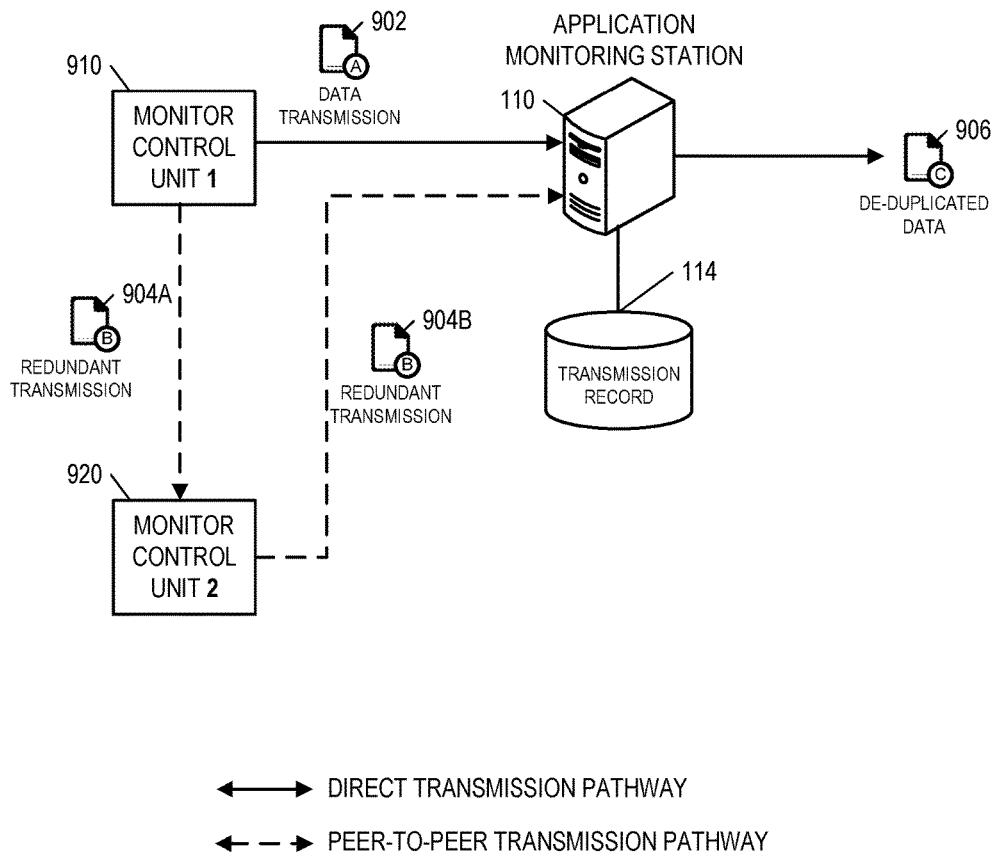 902
A
DATA
TRANSMISSION
910
MONITOR
CONTROL
UNIT 1
APPLICATION
MONITORING STATION
110
906
C
DE-DUPLICATED
DATA
904A
B
REDUNDANT
TRANSMISSION
904B
B
REDUNDANT
TRANSMISSION
114
TRANSMISSION
RECORD
920
MONITOR
CONTROL
UNIT 2
DIRECT TRANSMISSION PATHWAY
PEER-TO-PEER TRANSMISSION PATHWAY